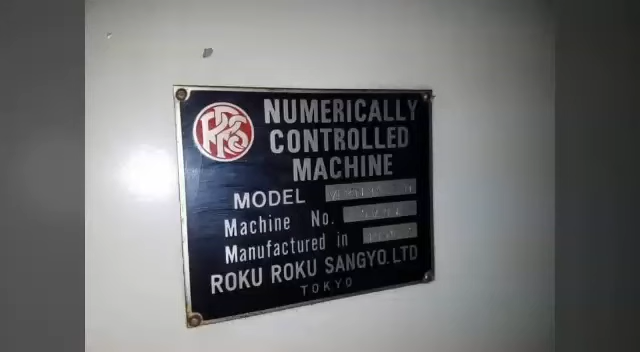 NUMERICALLY
CONTROLLED
MACHINE
MODEL
Machine No.
Manufactured in
ROKU ROKU SANGYO.LTD
TOKYO